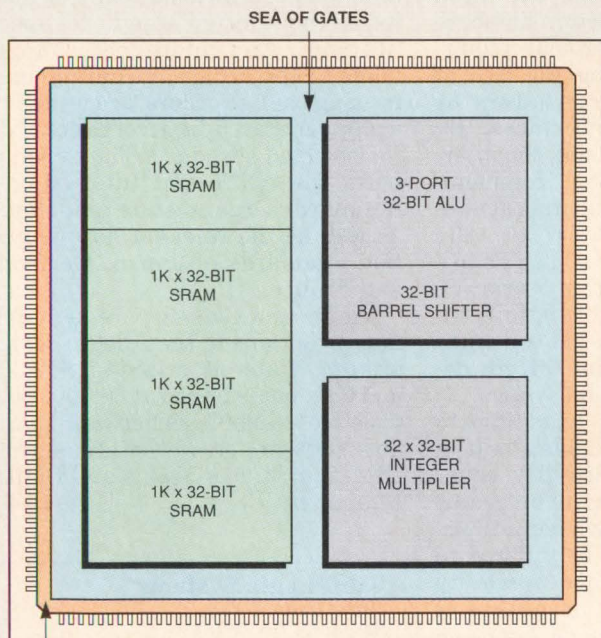 SEA OF GATES
1K x 32-BIT
SRAM
1K x 32-BIT
SRAM
1K x 32-BIT
SRAM
1K x 32-BIT
SRAM
3-PORT
32-BIT ALU
32-BIT
BARREL SHIFTER
32 x 32-BIT
INTEGER
MULTIPLIER